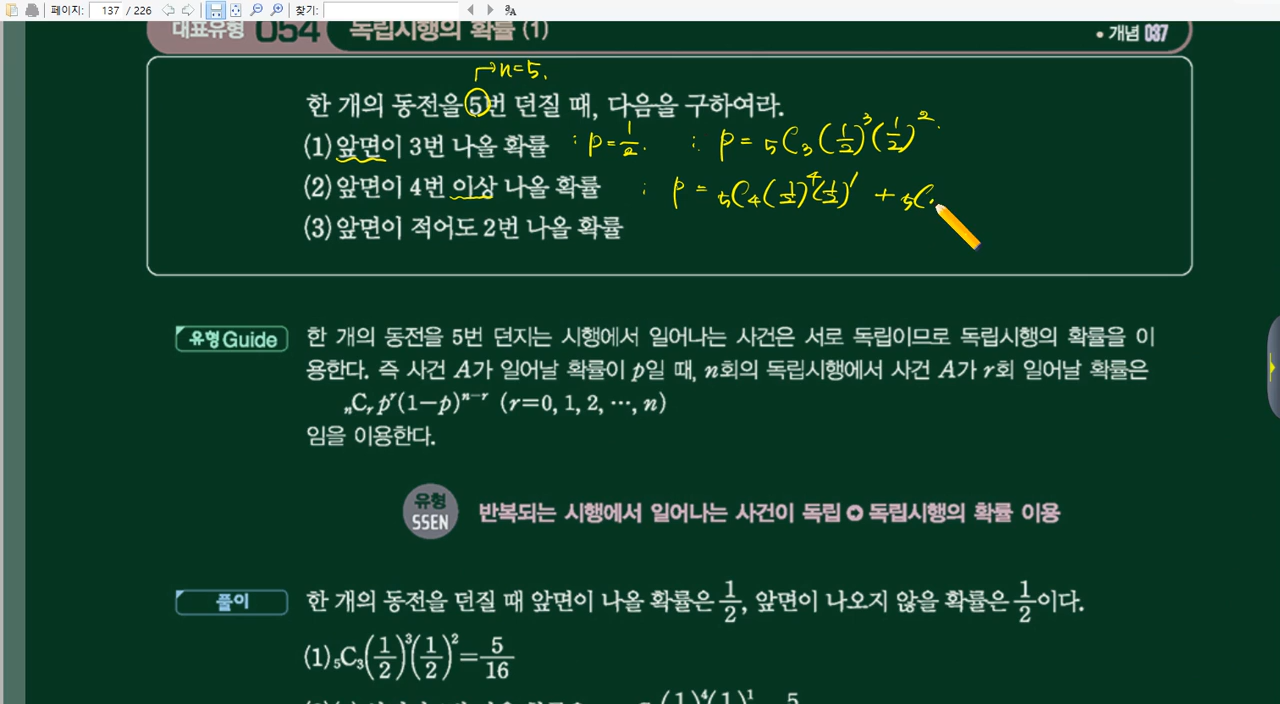 페이지: 137 / 226 찾기:
대표유형 054 독립시행의 확률 (1) • 개념 037
→ n=5.
한 개의 동전을 5번 던질 때, 다음을 구하여라.
(1) 앞면이 3번 나올 확률 : p=1/2. : p = ₅C₃(1/2)³(1/2)².
(2) 앞면이 4번 이상 나올 확률 : p = ₅C₄(1/2)⁴(1/2)¹ + ₅C
(3) 앞면이 적어도 2번 나올 확률
유형Guide 한 개의 동전을 5번 던지는 시행에서 일어나는 사건은 서로 독립이므로 독립시행의 확률을 이
용한다. 즉 사건 A가 일어날 확률이 p일 때, n회의 독립시행에서 사건 A가 r회 일어날 확률은
ₙCᵣ pʳ(1−p)ⁿ⁻ʳ (r=0, 1, 2, ⋯, n)
임을 이용한다.
유형 SSEN 반복되는 시행에서 일어나는 사건이 독립 ➲ 독립시행의 확률 이용
풀이 한 개의 동전을 던질 때 앞면이 나올 확률은 1/2, 앞면이 나오지 않을 확률은 1/2이다.
(1) ₅C₃(1/2)³(1/2)²=5/16